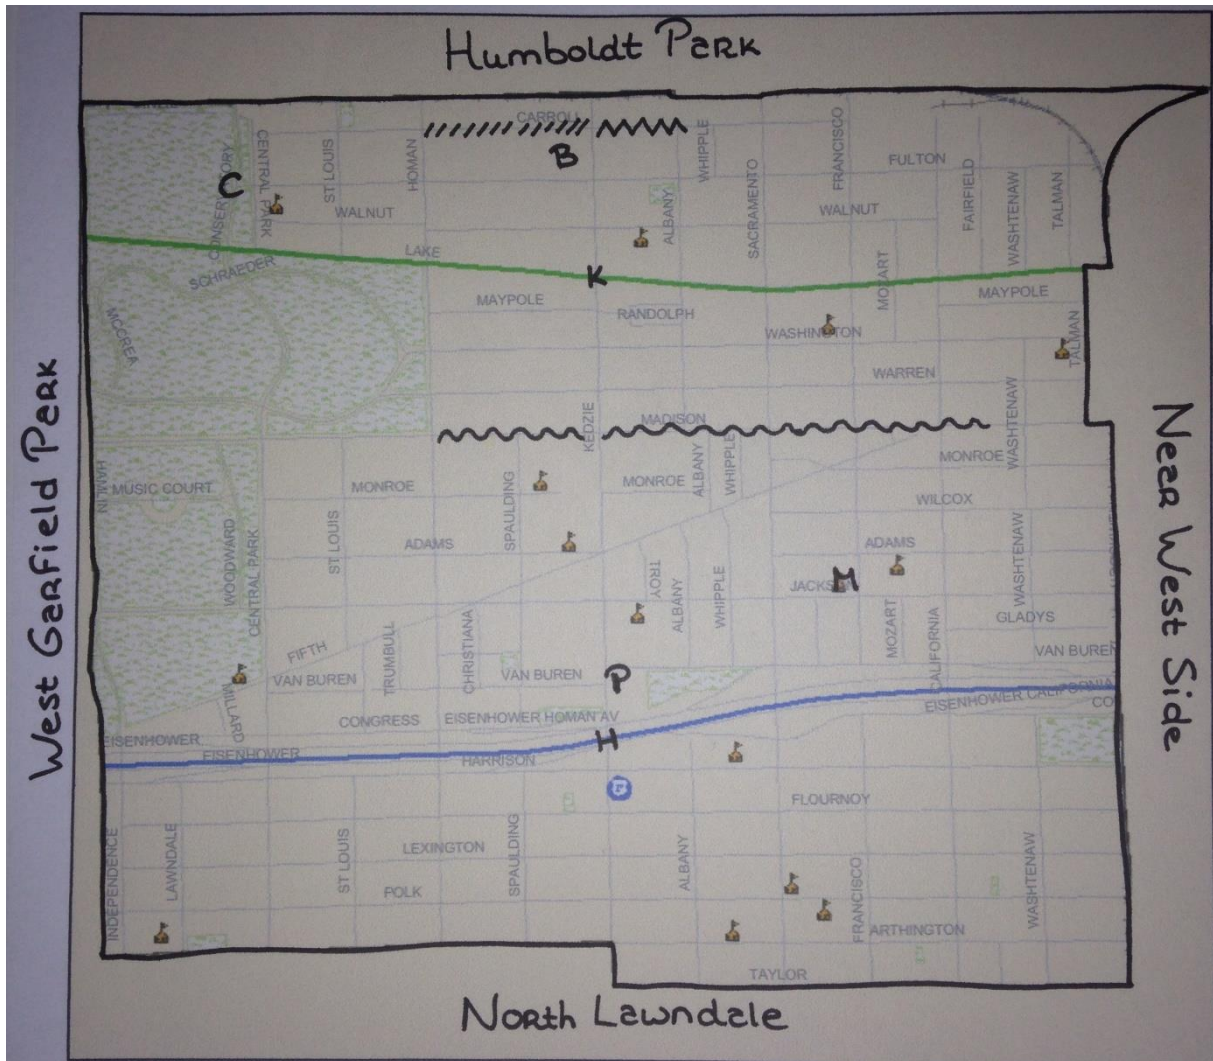 Humboldt Park
CARROLL
B
CONSERVATORY
CENTRAL PARK
ST LOUIS
HOMAN
WHIPPLE
FRANCISCO
FULTON
C
WALNUT
ALBANY
SACRAMENTO
WALNUT
FAIRFIELD
WASHTENAW
TALMAN
LAKE
SCHRAEDER
K
MAYPOLE
RANDOLPH
MOZART
MAYPOLE
MCCREA
WASHINGTON
TALMAN
WARREN
West Garfield Park
KEDZIE
MADISON
WASHTENAW
Near West Side
HAMLIN
MUSIC COURT
MONROE
SPAULDING
MONROE
ALBANY
WHIPPLE
MONROE
WILCOX
WOODWARD
CENTRAL PARK
ST LOUIS
ADAMS
ADAMS
TROY
ALBANY
WHIPPLE
JACKS
M
WASHTENAW
MOZART
CALIFORNIA
GLADYS
FIFTH
TRUMBULL
CHRISTIANA
VAN BUREN
VAN BUREN
P
VAN BUREN
MILLARD
CONGRESS
EISENHOWER HOMAN AV
EISENHOWER CALIFORNIA
CO
EISENHOWER
EISENHOWER
HARRISON
H
FLOURNOY
INDEPENDENCE
LAWNDALE
ST LOUIS
LEXINGTON
SPAULDING
ALBANY
FRANCISCO
WASHTENAW
POLK
ARTHINGTON
TAYLOR
North Lawndale